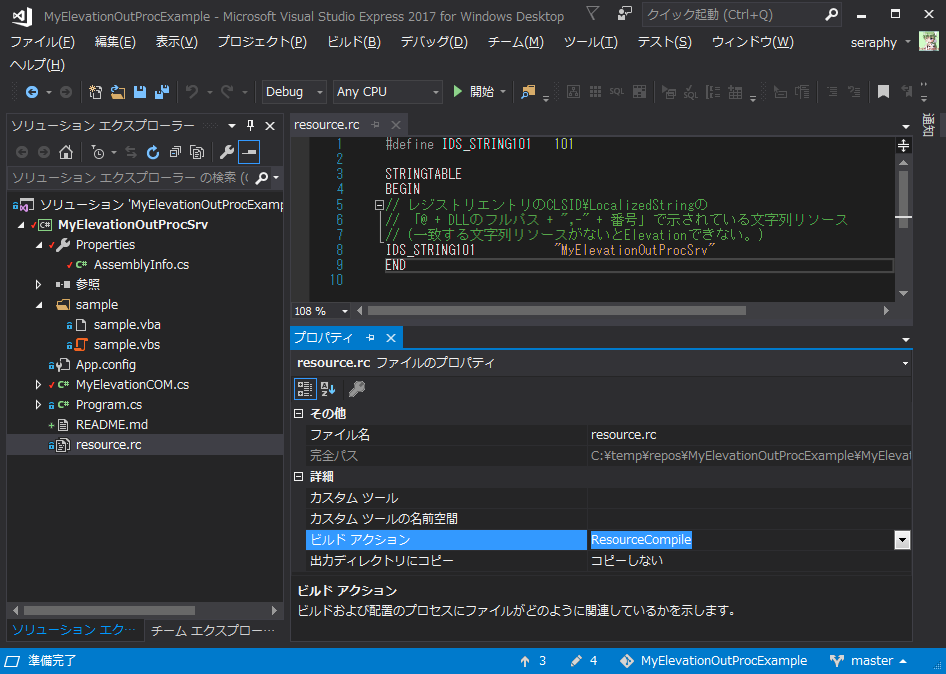 MyElevationOutProcExample - Microsoft Visual Studio Express 2017 for Windows Desktop
クイック起動 (Ctrl+Q)
ファイル(F) 編集(E) 表示(V) プロジェクト(P) ビルド(B) デバッグ(D) チーム(M) ツール(T) テスト(S) ウィンドウ(W) seraphy
ヘルプ(H)
Debug Any CPU 開始
ソリューション エクスプローラー
ソリューション エクスプローラー の検索 (
ソリューション 'MyElevationOutProcExamp
MyElevationOutProcSrv
Properties
AssemblyInfo.cs
参照
sample
sample.vba
sample.vbs
App.config
MyElevationCOM.cs
Program.cs
README.md
resource.rc
ソリューション エク…
チーム エクスプロー…
resource.rc
1 #define IDS_STRING101 101
2
3 STRINGTABLE
4 BEGIN
5 // レジストリエントリのCLSID\LocalizedStringの
6 // 「@ + DLLのフルパス + ",-" + 番号」で示されている文字列リソース
7 // (一致する文字列リソースがないとElevationできない。)
8 IDS_STRING101 "MyElevationOutProcSrv"
9 END
10
108 %
通知
プロパティ
resource.rc ファイルのプロパティ
その他
ファイル名 resource.rc
完全パス C:¥temp¥repos¥MyElevationOutProcExample¥MyElevat
詳細
カスタム ツール
カスタム ツールの名前空間
ビルド アクション ResourceCompile
出力ディレクトリにコピー コピーしない
ビルド アクション
ビルドおよび配置のプロセスにファイルがどのように関連しているかを示します。
準備完了 3 4 MyElevationOutProcExample master